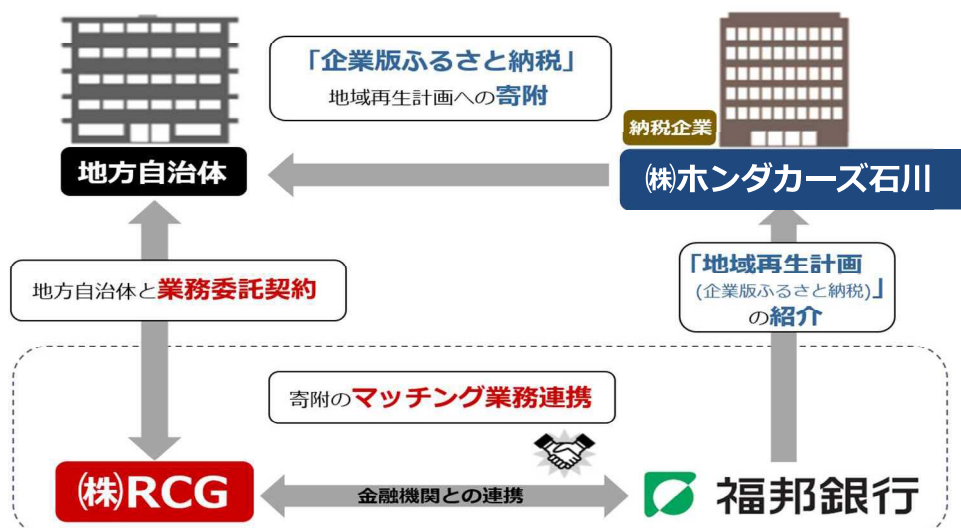 「企業版ふるさと納税」
地域再生計画への寄附
納税企業
地方自治体
㈱ホンダカーズ石川
地方自治体と業務委託契約
「地域再生計画
(企業版ふるさと納税)」
の紹介
寄附のマッチング業務連携
㈱RCG
金融機関との連携
福邦銀行